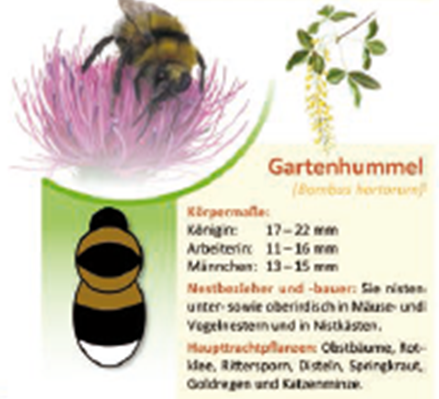 Gartenhummel
(Bombus hortorum)
Körpermaße:
Königin: 17–22 mm
Arbeiterin: 11–16 mm
Männchen: 13–15 mm
Nestbezieher und -bauer: Sie nisten
unter- sowie oberirdisch in Mäuse- und
Vogelnestern und in Nistkästen.
Haupttrachtpflanzen: Obstbäume, Rot-
klee, Rittersporn, Disteln, Springkraut,
Goldregen und Katzenminze.